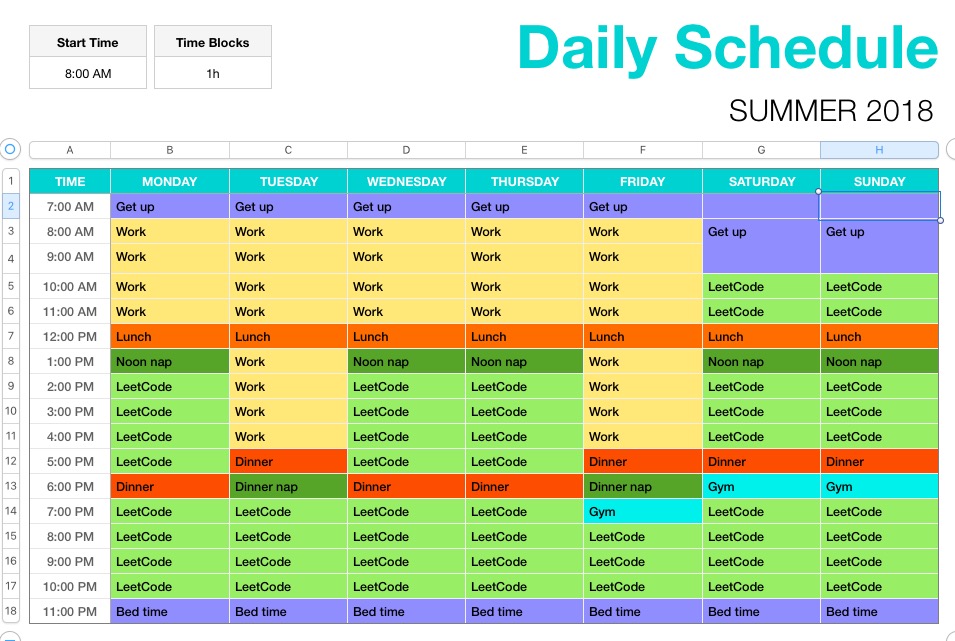 Start Time Time Blocks
8:00 AM 1h
Daily Schedule
SUMMER 2018
A B C D E F G H
1 TIME MONDAY TUESDAY WEDNESDAY THURSDAY FRIDAY SATURDAY SUNDAY
2 7:00 AM Get up Get up Get up Get up Get up
3 8:00 AM Work Work Work Work Work Get up Get up
4 9:00 AM Work Work Work Work Work
5 10:00 AM Work Work Work Work Work LeetCode LeetCode
6 11:00 AM Work Work Work Work Work LeetCode LeetCode
7 12:00 PM Lunch Lunch Lunch Lunch Lunch Lunch Lunch
8 1:00 PM Noon nap Work Noon nap Noon nap Work Noon nap Noon nap
9 2:00 PM LeetCode Work LeetCode LeetCode Work LeetCode LeetCode
10 3:00 PM LeetCode Work LeetCode LeetCode Work LeetCode LeetCode
11 4:00 PM LeetCode Work LeetCode LeetCode Work LeetCode LeetCode
12 5:00 PM LeetCode Dinner LeetCode LeetCode Dinner Dinner Dinner
13 6:00 PM Dinner Dinner nap Dinner Dinner Dinner nap Gym Gym
14 7:00 PM LeetCode LeetCode LeetCode LeetCode Gym LeetCode LeetCode
15 8:00 PM LeetCode LeetCode LeetCode LeetCode LeetCode LeetCode LeetCode
16 9:00 PM LeetCode LeetCode LeetCode LeetCode LeetCode LeetCode LeetCode
17 10:00 PM LeetCode LeetCode LeetCode LeetCode LeetCode LeetCode LeetCode
18 11:00 PM Bed time Bed time Bed time Bed time Bed time Bed time Bed time